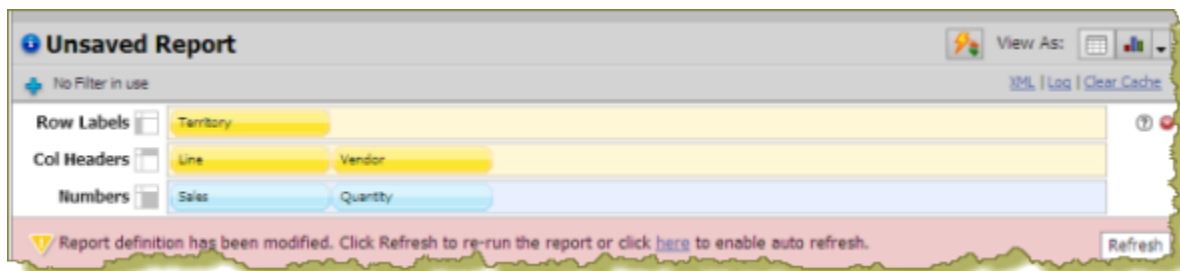 Unsaved Report View As:
No Filter in use XML | Log | Clear Cache
Row Labels Territory
Col Headers Line Vendor
Numbers Sales Quantity
Report definition has been modified. Click Refresh to re-run the report or click here to enable auto refresh. Refresh